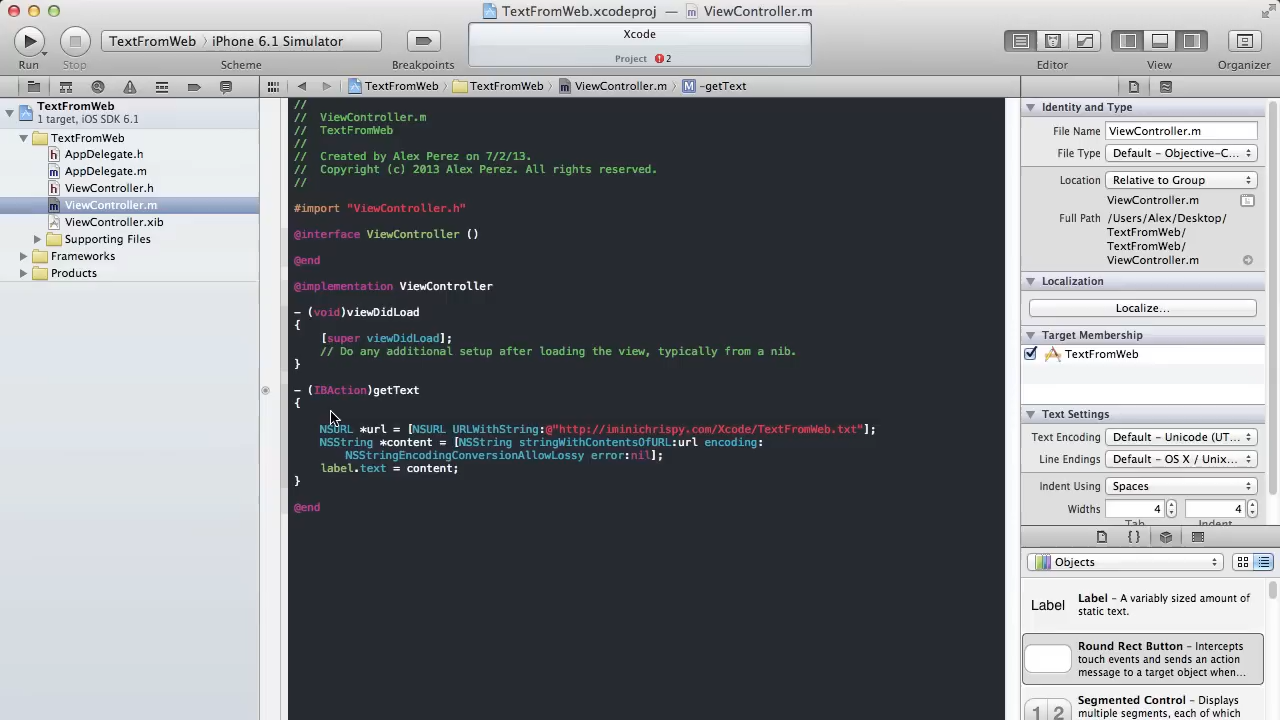 TextFromWeb.xcodeproj — ViewController.m
Run
Stop
TextFromWeb › iPhone 6.1 Simulator
Scheme
Breakpoints
Xcode
Project 2
Editor
View
Organizer
TextFromWeb › TextFromWeb › ViewController.m › M -getText
TextFromWeb
1 target, iOS SDK 6.1
TextFromWeb
AppDelegate.h
AppDelegate.m
ViewController.h
ViewController.m
ViewController.xib
Supporting Files
Frameworks
Products
//
//  ViewController.m
//  TextFromWeb
//
//  Created by Alex Perez on 7/2/13.
//  Copyright (c) 2013 Alex Perez. All rights reserved.
//
#import "ViewController.h"
@interface ViewController ()
@end
@implementation ViewController
- (void)viewDidLoad
{
[super viewDidLoad];
// Do any additional setup after loading the view, typically from a nib.
}
- (IBAction)getText
{
NSURL *url = [NSURL URLWithString:@"http://iminichrispy.com/Xcode/TextFromWeb.txt"];
NSString *content = [NSString stringWithContentsOfURL:url encoding:
NSStringEncodingConversionAllowLossy error:nil];
label.text = content;
}
@end
Identity and Type
File Name ViewController.m
File Type Default - Objective-C...
Location Relative to Group
ViewController.m
Full Path /Users/Alex/Desktop/
TextFromWeb/
TextFromWeb/
ViewController.m
Localization
Localize...
Target Membership
TextFromWeb
Text Settings
Text Encoding Default - Unicode (UT...
Line Endings Default - OS X / Unix...
Indent Using Spaces
Widths 4 4
Tab Indent
{ }
Objects
Label
Label - A variably sized amount of
static text.
Round Rect Button - Intercepts
touch events and sends an action
message to a target object when...
1 2
Segmented Control - Displays
multiple segments, each of which